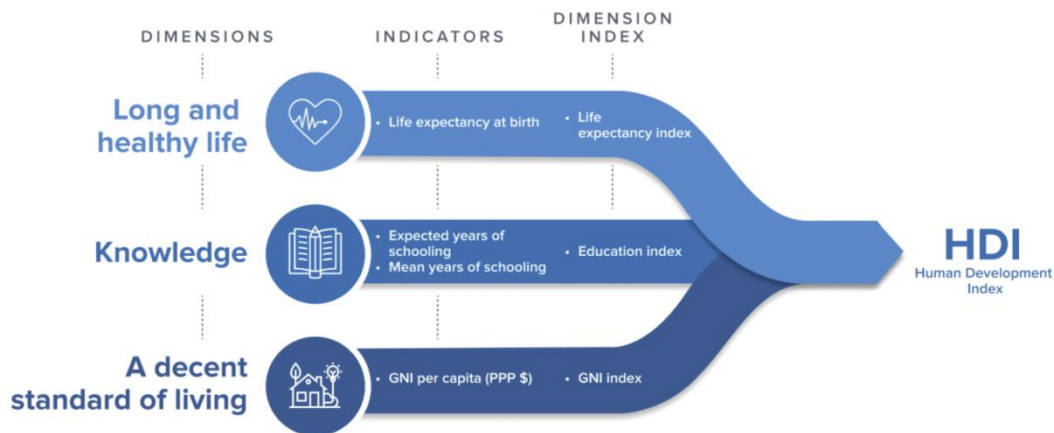 DIMENSIONS
INDICATORS
DIMENSION
INDEX
Long and
healthy life
• Life expectancy at birth
• Life
expectancy index
Knowledge
• Expected years of
schooling
• Mean years of schooling
• Education index
HDI
Human Development
Index
A decent
standard of living
• GNI per capita (PPP $)
• GNI index